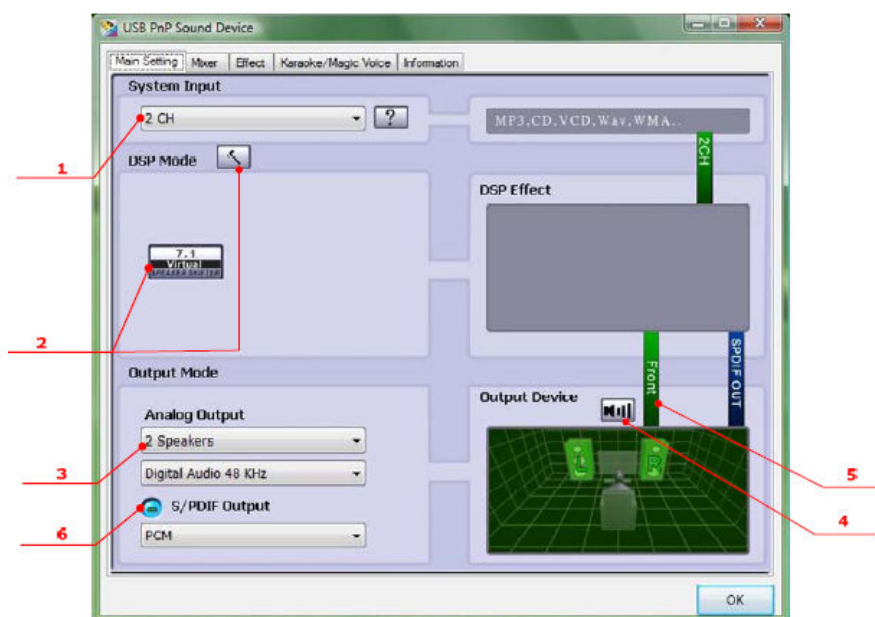 USB PnP Sound Device
Main Setting Mixer Effect Karaoke/Magic Voice Information
System Input
2 CH
?
MP3,CD,VCD,Wav,WMA..
2CH
1
DSP Mode
DSP Effect
7.1
Virtual
SPEAKER SHIFTER
2
Front
SPDIF OUT
Output Mode
Output Device
Analog Output
2 Speakers
L
R
3
Digital Audio 48 KHz
5
S/PDIF Output
4
6
PCM
OK